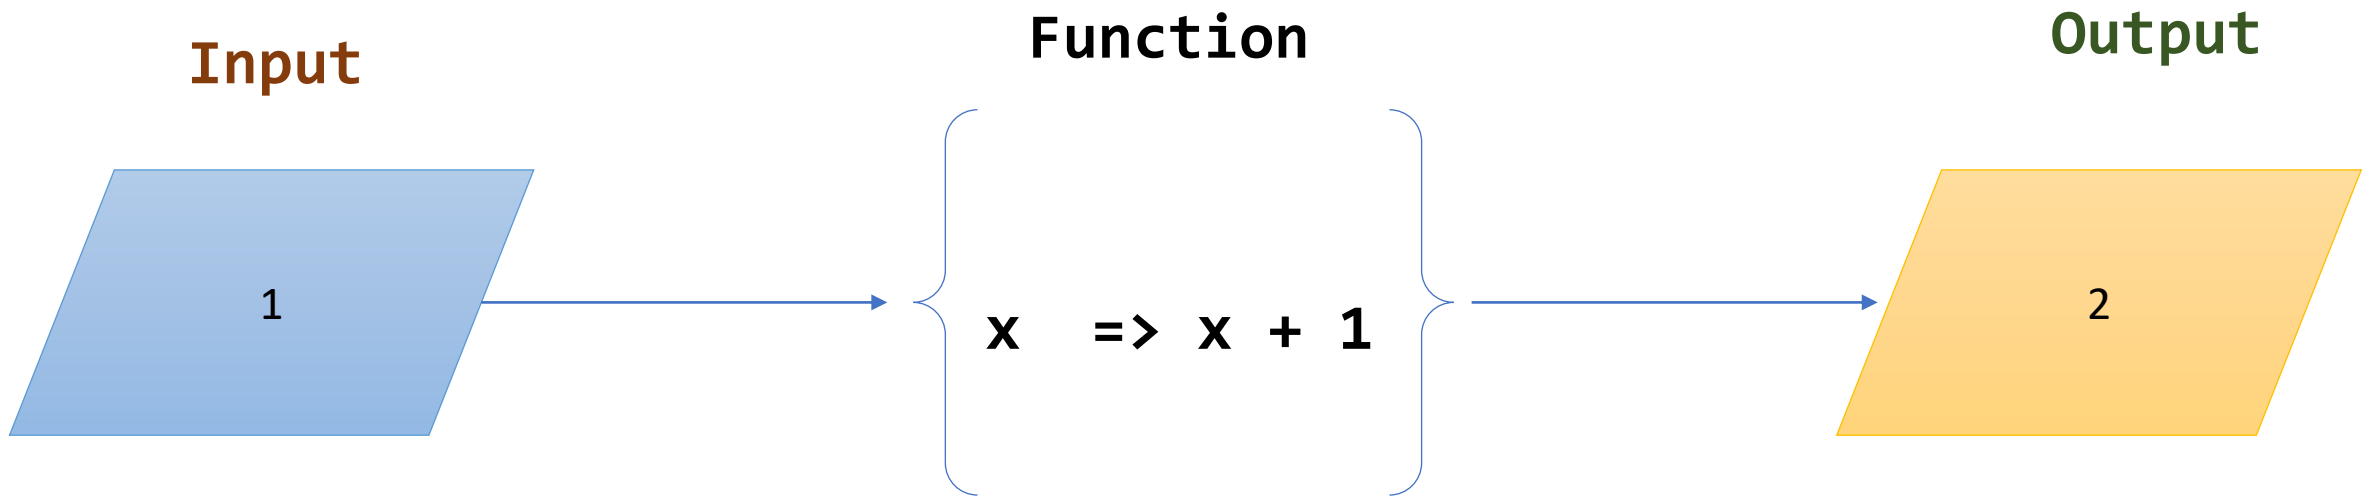 Input
Function
Output
1
x  => x + 1
2